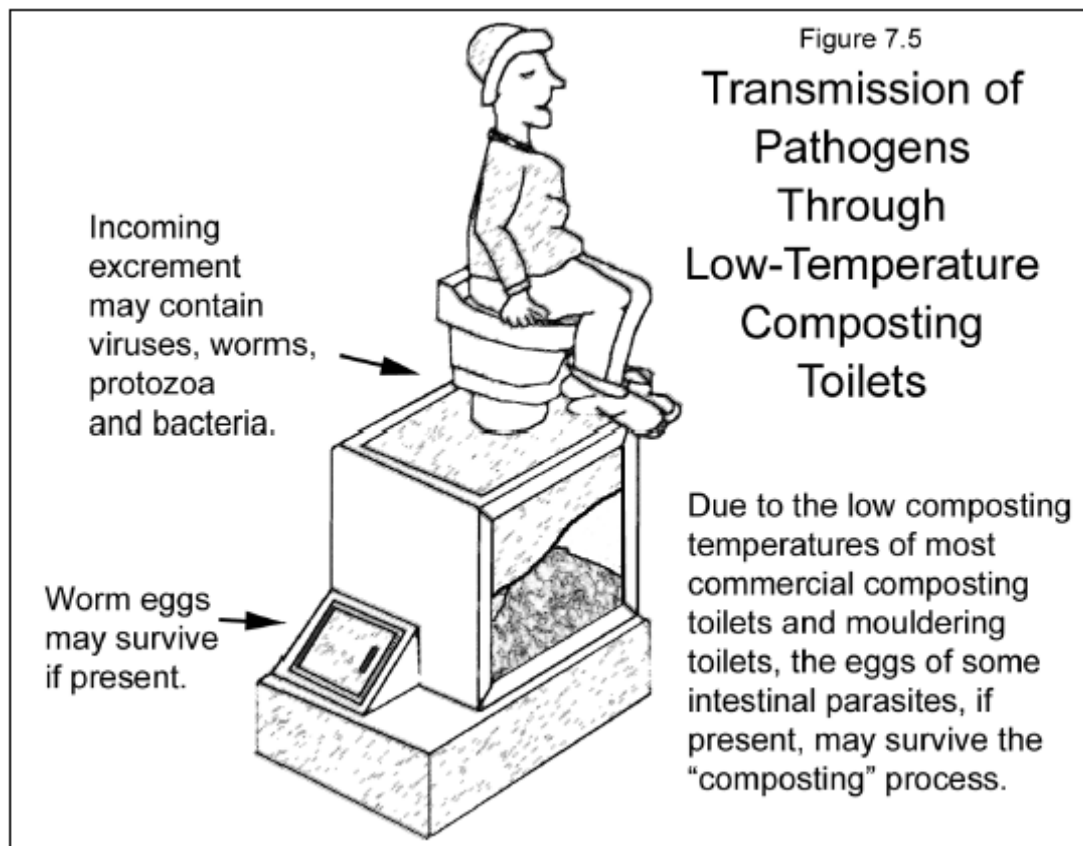 Figure 7.5
Transmission of
Pathogens
Through
Low-Temperature
Composting
Toilets
Incoming
excrement
may contain
viruses, worms,
protozoa
and bacteria.
Worm eggs
may survive
if present.
Due to the low composting
temperatures of most
commercial composting
toilets and mouldering
toilets, the eggs of some
intestinal parasites, if
present, may survive the
“composting” process.